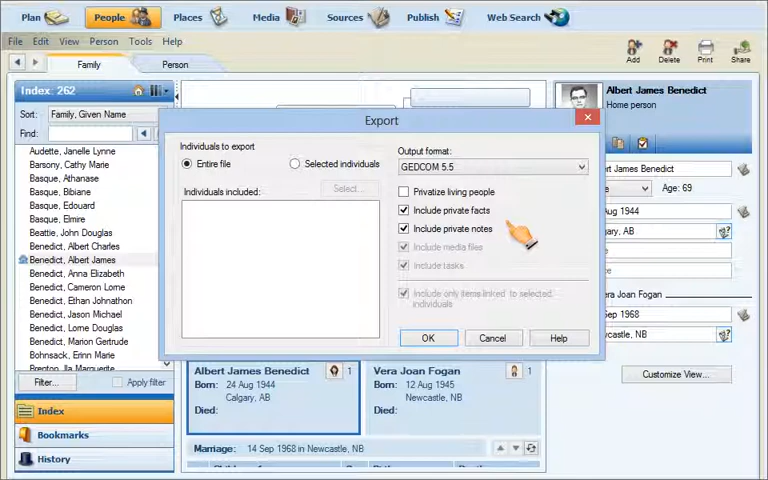 Plan People Places Media Sources Publish Web Search
File Edit View Person Tools Help
Add Delete Print Share
Family Person
Index: 262
Sort: Family, Given Name
Find:
Audette, Janelle Lynne
Barsony, Cathy Marie
Basque, Athanase
Basque, Bibiane
Basque, Edouard
Basque, Elmire
Beattie, John Douglas
Benedict, Albert Charles
Benedict, Albert James
Benedict, Anna Elizabeth
Benedict, Cameron Lorne
Benedict, Ethan Johnathon
Benedict, Jason Michael
Benedict, Lorne Douglas
Benedict, Marion Gertrude
Bohnsack, Erinn Marie
Filter... Apply filter
Index
Bookmarks
History
Export
Individuals to export
Entire file Selected individuals
Individuals included: Select...
Output format:
GEDCOM 5.5
Privatize living people
Include private facts
Include private notes
Include media files
Include tasks
Include only items linked to selected
individuals
OK Cancel Help
Albert James Benedict 1
Born: 24 Aug 1944
Calgary, AB
Died:
Vera Joan Fogan 1
Born: 12 Aug 1945
Newcastle, NB
Died:
Marriage: 14 Sep 1968 in Newcastle, NB
Albert James Benedict
Home person
rt James Benedict
Age: 69
Aug 1944
gary, AB
era Joan Fogan
Sep 1968
wcastle, NB
Customize View...